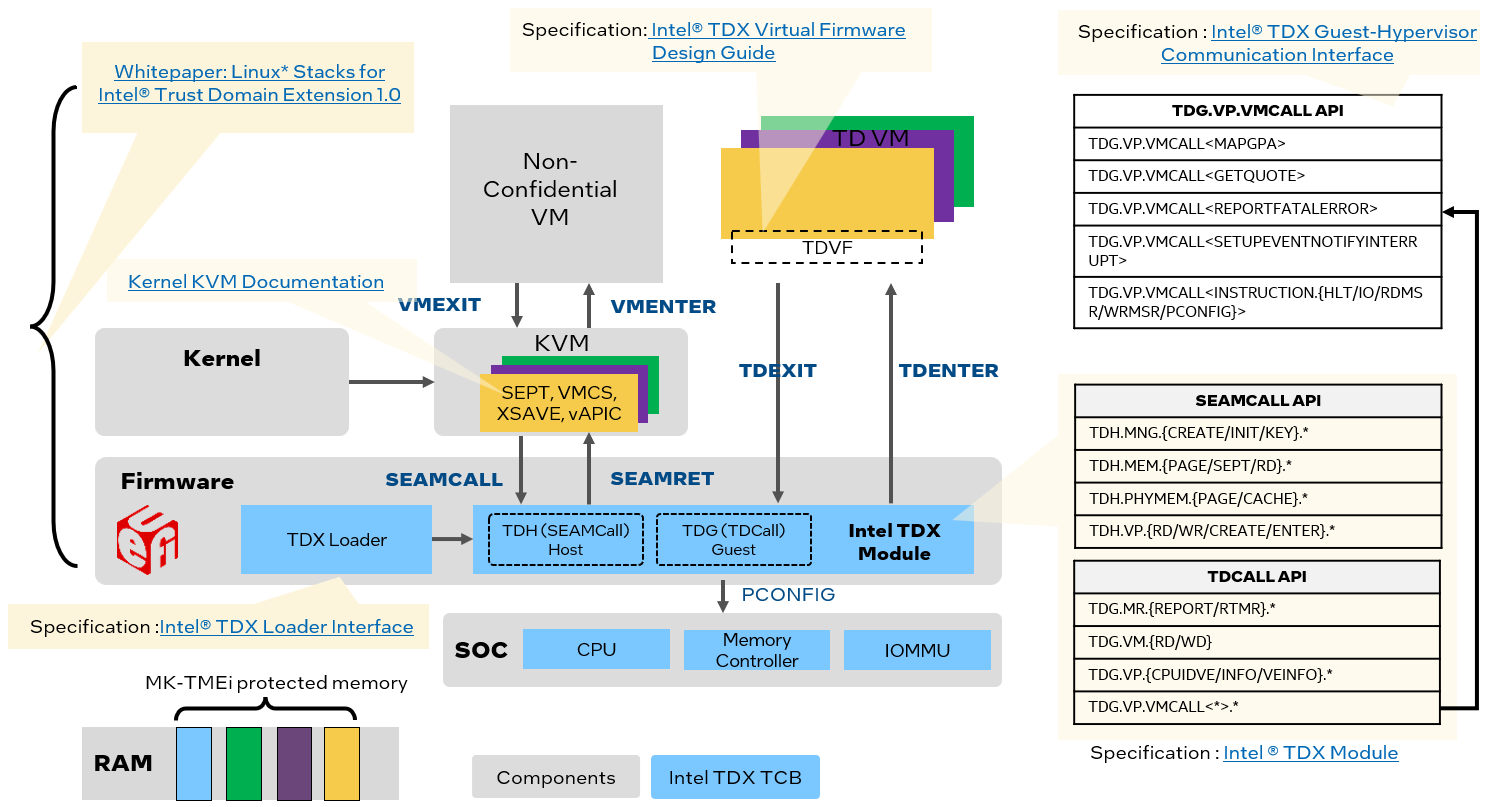 Specification: Intel® TDX Virtual Firmware
Design Guide
Specification : Intel® TDX Guest-Hypervisor
Communication Interface
Whitepaper: Linux* Stacks for
Intel® Trust Domain Extension 1.0
Non-
Confidential
VM
TD VM
TDVF
TDG.VP.VMCALL API
TDG.VP.VMCALL<MAPGPA>
TDG.VP.VMCALL<GETQUOTE>
TDG.VP.VMCALL<REPORTFATALERROR>
TDG.VP.VMCALL<SETUPEVENTNOTIFYINTERR
UPT>
TDG.VP.VMCALL<INSTRUCTION.{HLT/IO/RDMS
R/WRMSR/PCONFIG}>
Kernel KVM Documentation
VMEXIT
VMENTER
Kernel
KVM
SEPT, VMCS,
XSAVE, vAPIC
TDEXIT
TDENTER
SEAMCALL API
TDH.MNG.{CREATE/INIT/KEY}.*
TDH.MEM.{PAGE/SEPT/RD}.*
TDH.PHYMEM.{PAGE/CACHE}.*
TDH.VP.{RD/WR/CREATE/ENTER}.*
Firmware
SEAMCALL
SEAMRET
UEFi
TDX Loader
TDH (SEAMCall)
Host
TDG (TDCall)
Guest
Intel TDX
Module
TDCALL API
TDG.MR.{REPORT/RTMR}.*
TDG.VM.{RD/WD}
TDG.VP.{CPUIDVE/INFO/VEINFO}.*
TDG.VP.VMCALL<*>.*
Specification : Intel ® TDX Module
PCONFIG
Specification :Intel® TDX Loader Interface
SOC
CPU
Memory
Controller
IOMMU
MK-TMEi protected memory
RAM
Components
Intel TDX TCB